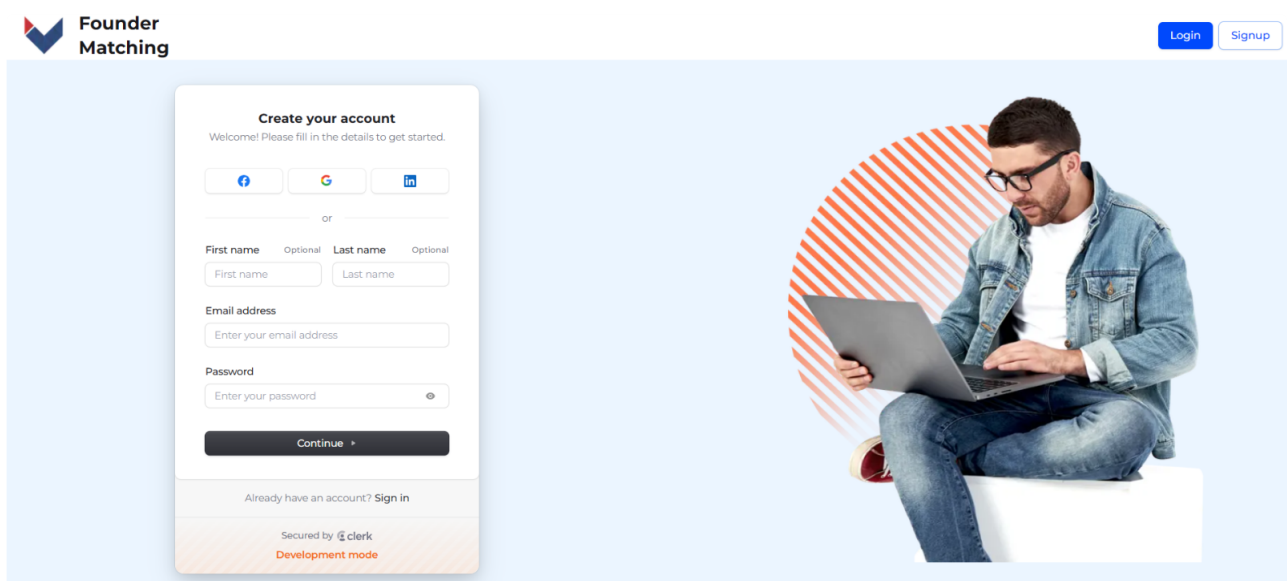 Founder
Matching
Login
Signup
Create your account
Welcome! Please fill in the details to get started.
or
First name Optional Last name Optional
First name Last name
Email address
Enter your email address
Password
Enter your password
Continue
Already have an account? Sign in
Secured by clerk
Development mode